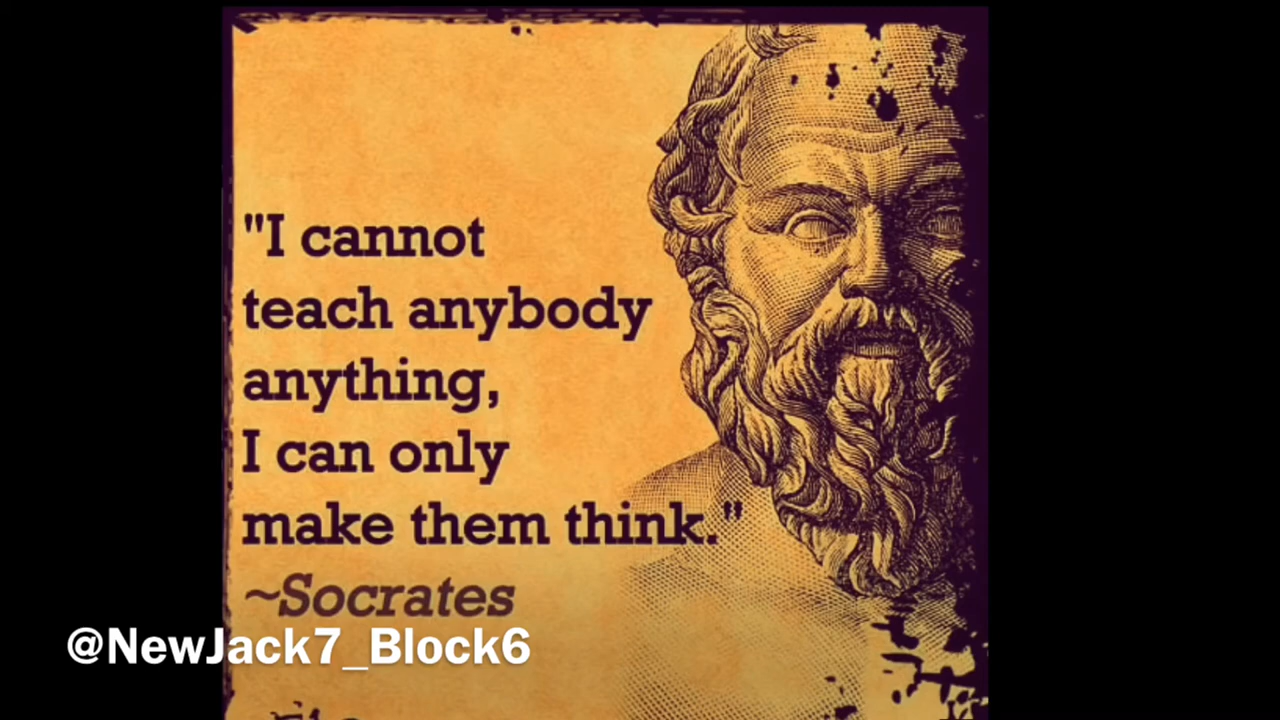 "I cannot
teach anybody
anything,
I can only
make them think."
~Socrates
@NewJack7_Block6